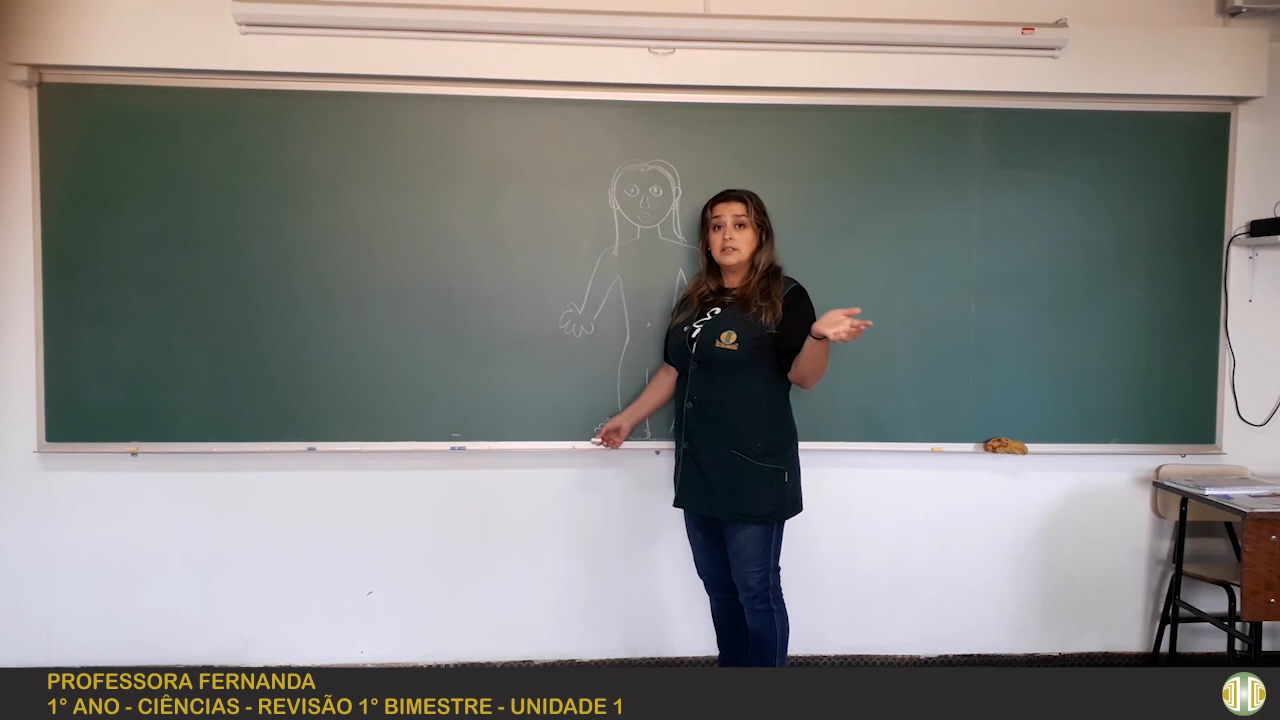 PROFESSORA FERNANDA
1° ANO - CIÊNCIAS - REVISÃO 1° BIMESTRE - UNIDADE 1